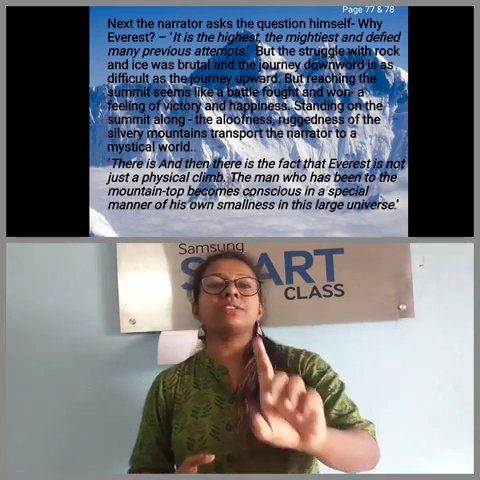 Page 77 & 78
Next the narrator asks the question himself- Why
Everest? – 'It is the highest, the mightiest and defied
many previous attempts.' But the struggle with rock
and ice was brutal and the journey downword is as
difficult as the journey upward. But reaching the
summit seems like a battle fought and won- a
feeling of victory and happiness. Standing on the
summit along - the aloofness, ruggedness of the
silvery mountains transport the narrator to a
mystical world..
'There is And then there is the fact that Everest is not
just a physical climb. The man who has been to the
mountain-top becomes conscious in a special
manner of his own smallness in this large universe.'
Samsung
S ART
CLASS